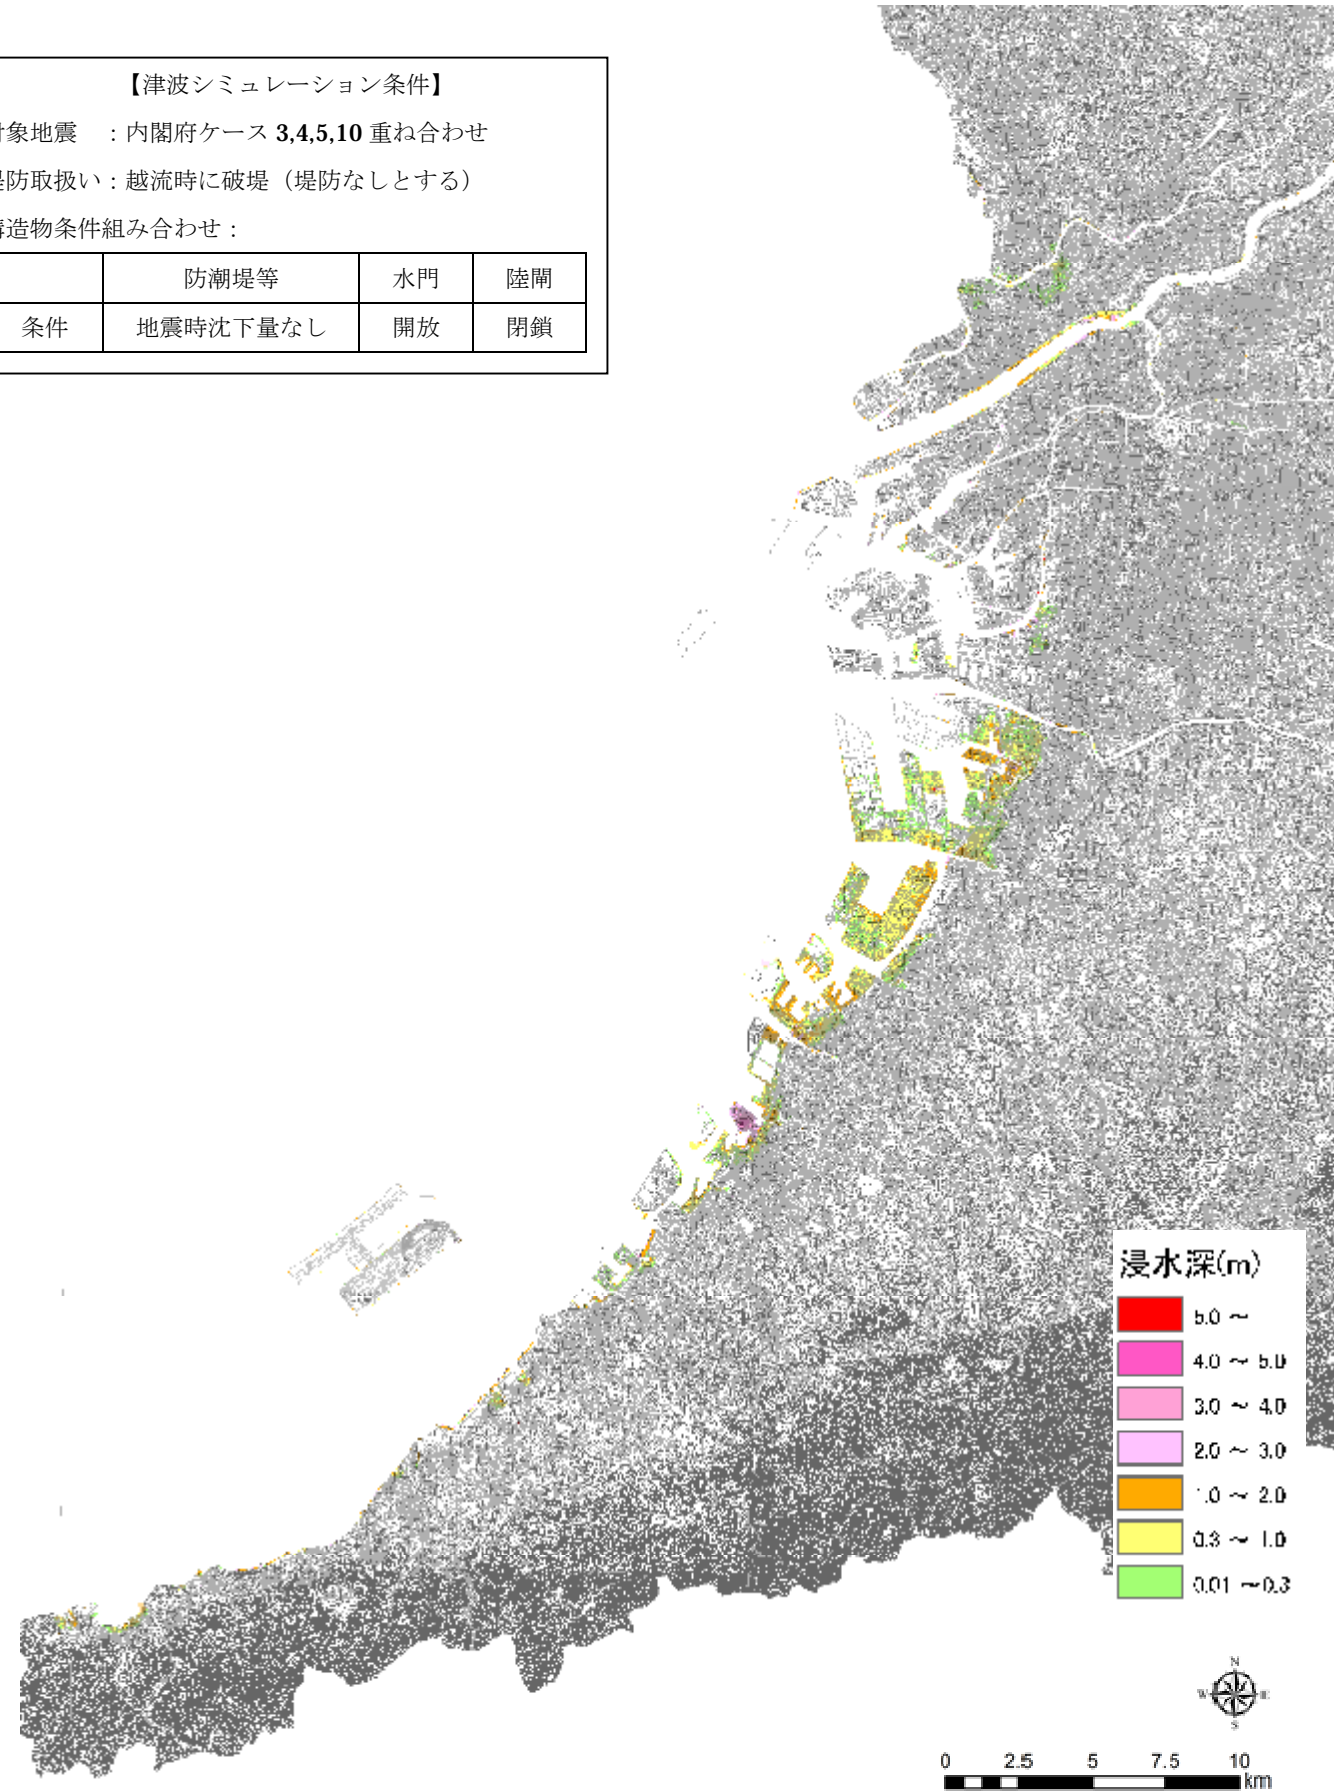 【津波シミュレーション条件】
対象地震 ：内閣府ケース 3,4,5,10 重ね合わせ
堤防取扱い：越流時に破堤（堤防なしとする）
構造物条件組み合わせ：
防潮堤等 水門 陸閘
条件 地震時沈下量なし 開放 閉鎖
浸水深(m)
5.0 ～
4.0 ～ 5.0
3.0 ～ 4.0
2.0 ～ 3.0
1.0 ～ 2.0
0.3 ～ 1.0
0.01 ～0.3
N
W E
S
0 2.5 5 7.5 10
km